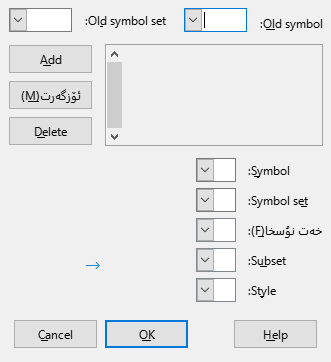 Old symbol:
Old symbol set:
Add
ئۆزگەرت(M)
Delete
Symbol:
Symbol set:
خەت نۇسخا(F):
Subset:
Style:
→
Help
OK
Cancel